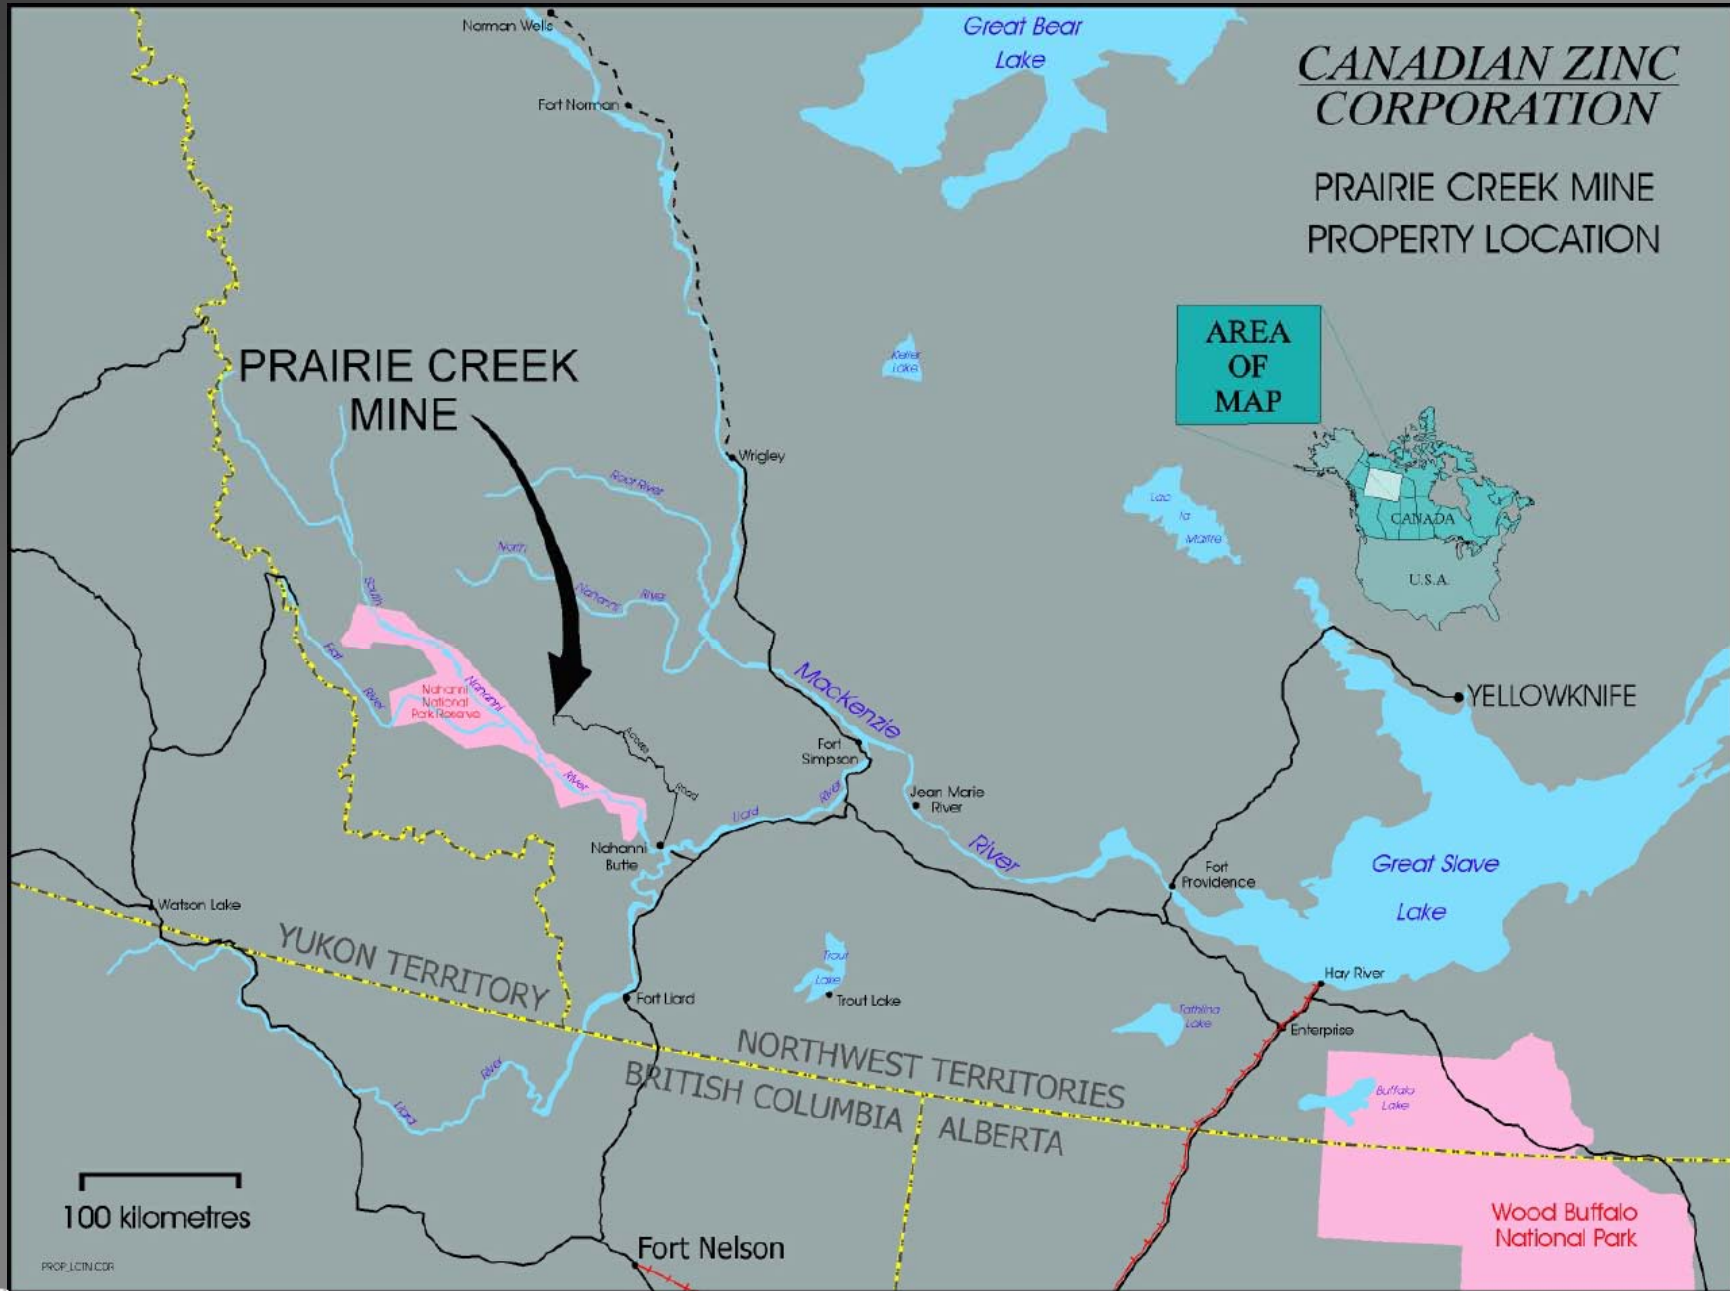 Norman Wells
Great Bear
Lake
CANADIAN ZINC
CORPORATION
Fort Norman
PRAIRIE CREEK MINE
PROPERTY LOCATION
AREA
OF
MAP
Keller
Lake
PRAIRIE CREEK
MINE
Wrigley
Root River
Lac
la
Martre
CANADA
U.S.A.
North
Nahanni
River
South
Flat
River
Nahanni
National
Park Reserve
Nahanni
River
MacKenzie
YELLOWKNIFE
Access
Road
Fort
Simpson
Jean Marie
River
Liard
River
River
Nahanni
Butte
Great Slave
Lake
Fort
Providence
Watson Lake
YUKON TERRITORY
Trout
Lake
Trout Lake
Fort Liard
Hay River
Tathlina
Lake
Enterprise
NORTHWEST TERRITORIES
BRITISH COLUMBIA
ALBERTA
River
Liard
Buffalo
Lake
100 kilometres
Wood Buffalo
National Park
Fort Nelson
PROP_LCTN.CDR